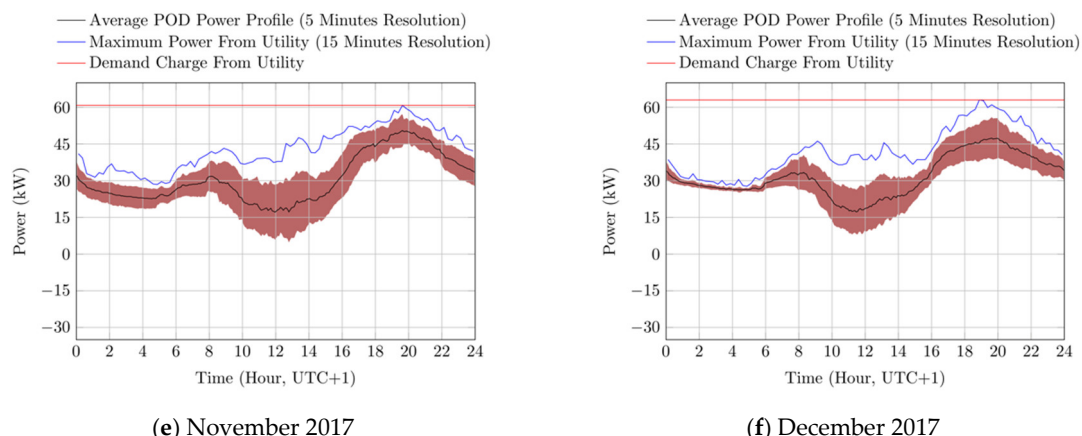 Average POD Power Profile (5 Minutes Resolution)
Maximum Power From Utility (15 Minutes Resolution)
Demand Charge From Utility
60
45
30
15
0
−15
−30
Power (kW)
0 2 4 6 8 10 12 14 16 18 20 22 24
Time (Hour, UTC+1)
(e) November 2017
Average POD Power Profile (5 Minutes Resolution)
Maximum Power From Utility (15 Minutes Resolution)
Demand Charge From Utility
60
45
30
15
0
−15
−30
Power (kW)
0 2 4 6 8 10 12 14 16 18 20 22 24
Time (Hour, UTC+1)
(f) December 2017